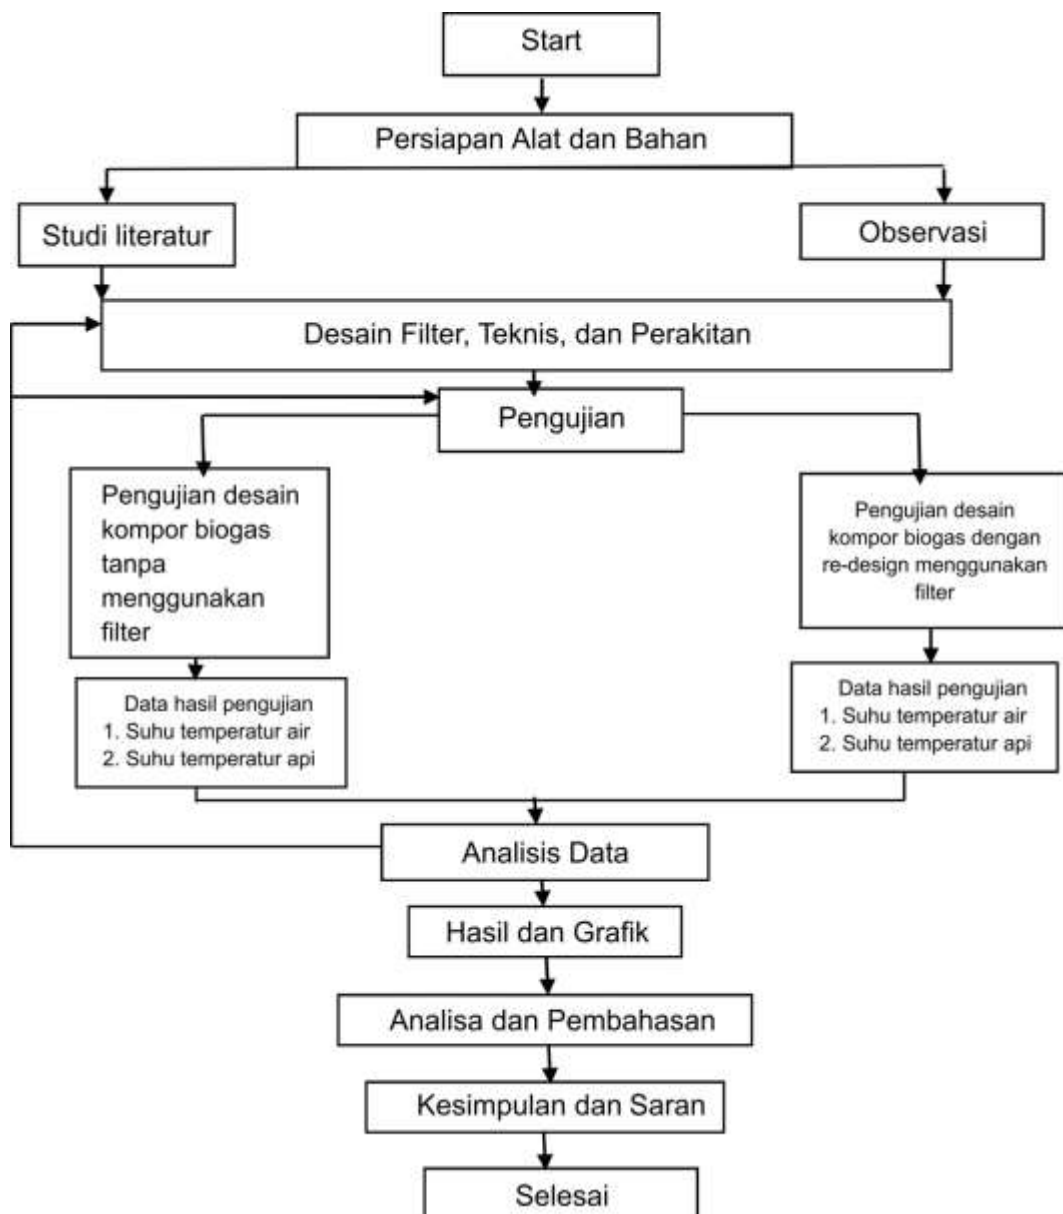 Start
Persiapan Alat dan Bahan
Studi literatur
Observasi
Desain Filter, Teknis, dan Perakitan
Pengujian
Pengujian desain
kompor biogas
tanpa
menggunakan
filter
Pengujian desain
kompor biogas dengan
re-design menggunakan
filter
Data hasil pengujian
1. Suhu temperatur air
2. Suhu temperatur api
Data hasil pengujian
1. Suhu temperatur air
2. Suhu temperatur api
Analisis Data
Hasil dan Grafik
Analisa dan Pembahasan
Kesimpulan dan Saran
Selesai